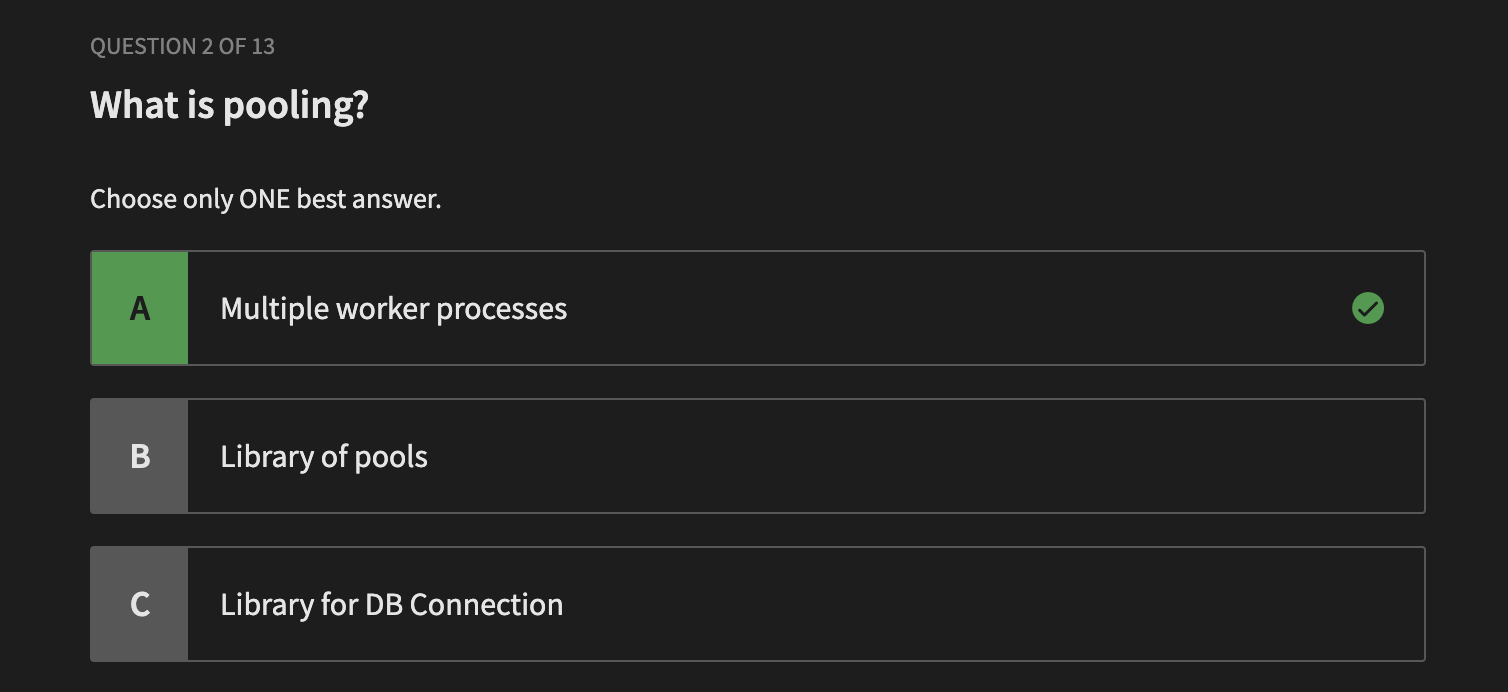 QUESTION 2 OF 13
What is pooling?
Choose only ONE best answer.
A Multiple worker processes
B Library of pools
C Library for DB Connection